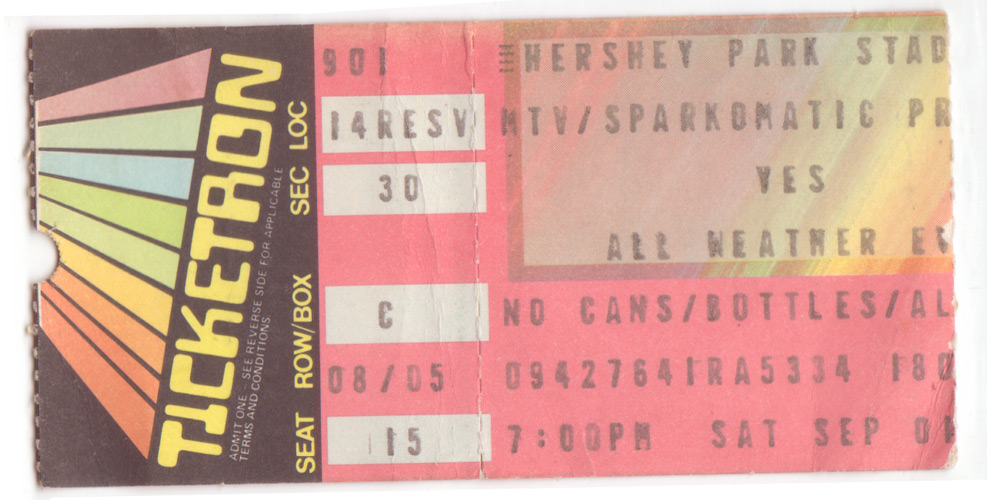 TICKETRON
ADMIT ONE - SEE REVERSE SIDE FOR APPLICABLE
TERMS AND CONDITIONS.
SEAT ROW/BOX SEC LOC
901
14RESV
30
C
08/05
15
HERSHEY PARK STAD
MTV/SPARKOMATIC PR
YES
ALL WEATHER EV
NO CANS/BOTTLES/AL
09427641RA5334 180
7:00PM SAT SEP 01